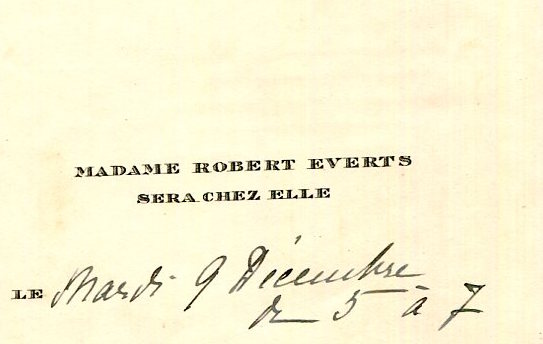 MADAME ROBERT EVERTS
SERA CHEZ ELLE
LE Mardi 9 Décembre
de 5 à 7